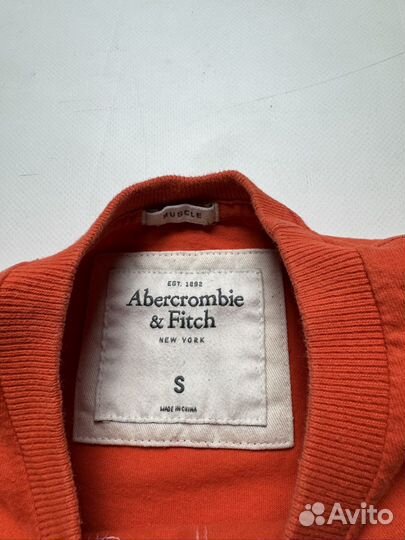 MUSCLE
EST. 1892
Abercrombie
& Fitch
NEW YORK
S
MADE IN CHINA
Avito